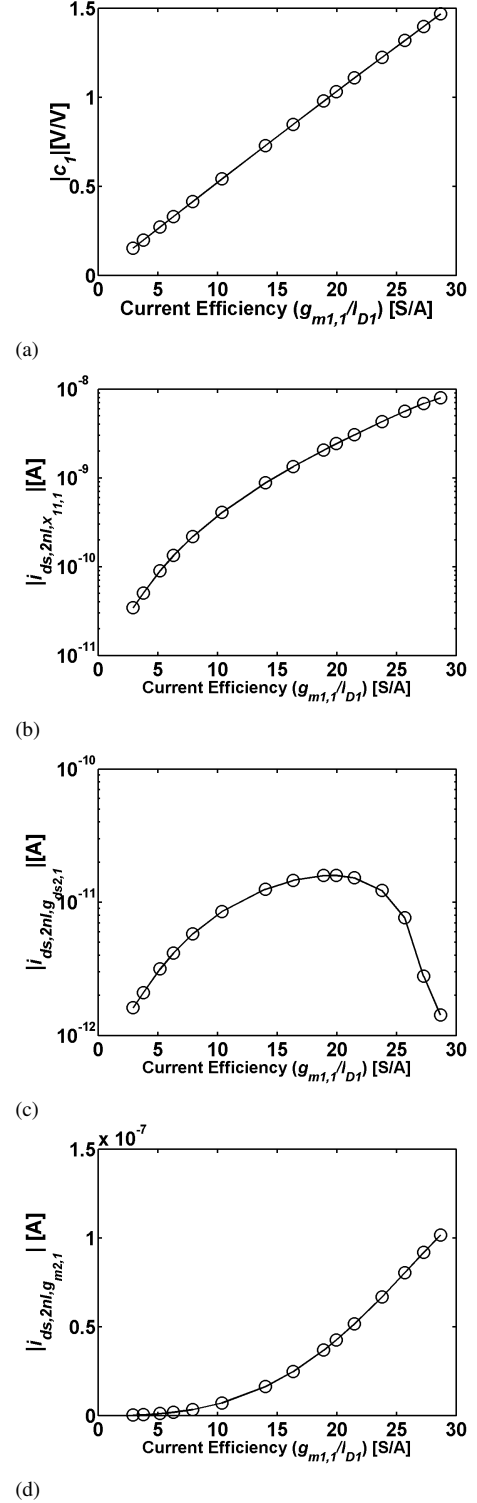 1.5
1
0.5
0
|c1|[V/V]
0 5 10 15 20 25 30
Current Efficiency (gm1,1/ID1) [S/A]
(a)
10-8
10-9
10-10
10-11
|ids,2nl,x11,1 |[A]
0 5 10 15 20 25 30
Current Efficiency (gm1,1/ID1) [S/A]
(b)
10-10
10-11
10-12
|ids,2nl,gds2,1 |[A]
0 5 10 15 20 25 30
Current Efficiency (gm1,1/ID1) [S/A]
(c)
x 10-7
1.5
1
0.5
0
|ids,2nl,gm2,1 | [A]
0 5 10 15 20 25 30
Current Efficiency (gm1,1/ID1) [S/A]
(d)